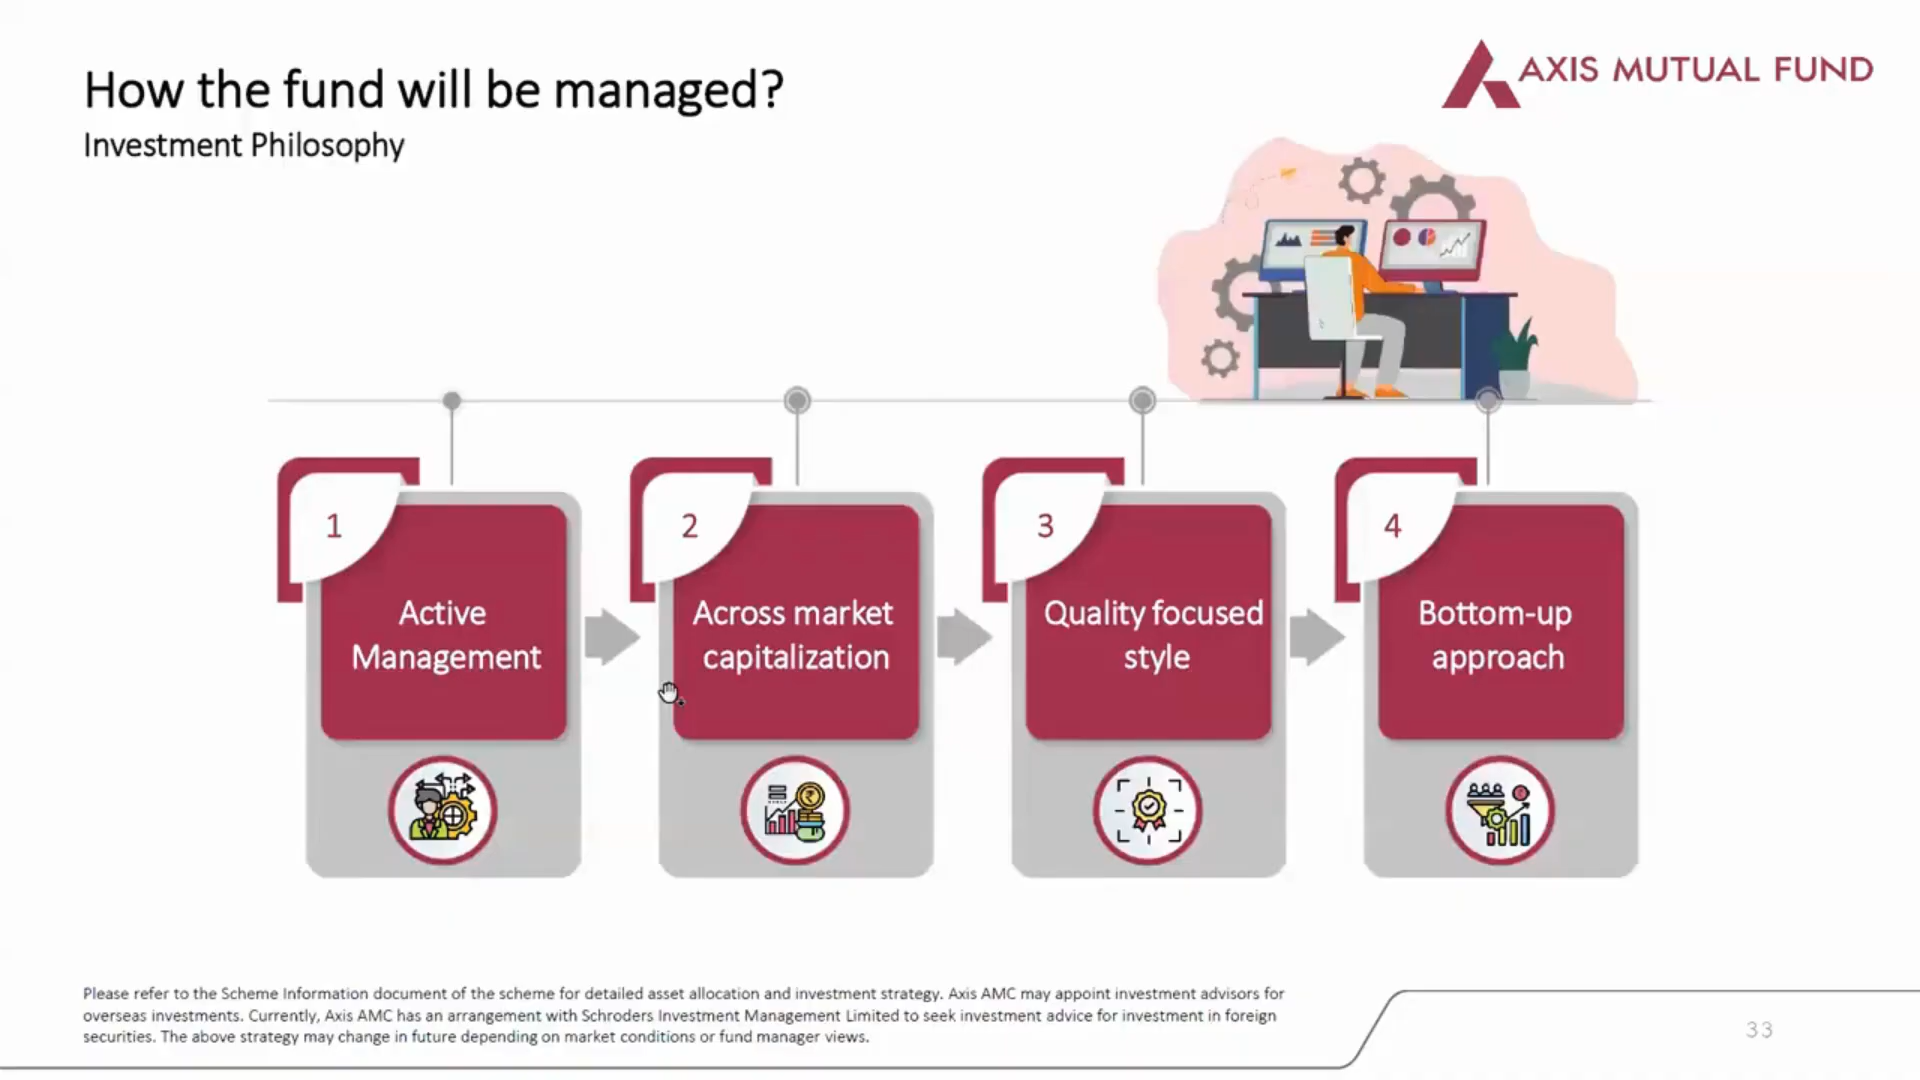 How the fund will be managed?
Investment Philosophy
AXIS MUTUAL FUND
1
Active
Management
2
Across market
capitalization
3
Quality focused
style
4
Bottom-up
approach
Please refer to the Scheme Information document of the scheme for detailed asset allocation and investment strategy. Axis AMC may appoint investment advisors for
overseas investments. Currently, Axis AMC has an arrangement with Schroders Investment Management Limited to seek investment advice for investment in foreign
securities. The above strategy may change in future depending on market conditions or fund manager views.
33